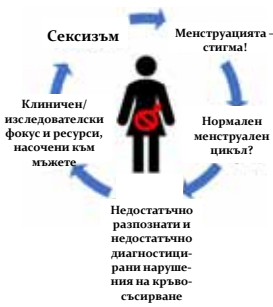 Сексизъм
Менструацията –
стигма!
Нормален
менструален
цикъл?
Недостатъчно
разпознати и
недостатъчно
диагностици-
рани наруше-
ния на кръво-
съсирване
Клиничен/
изследователски
фокус и ресурси,
насочени към
мъжете